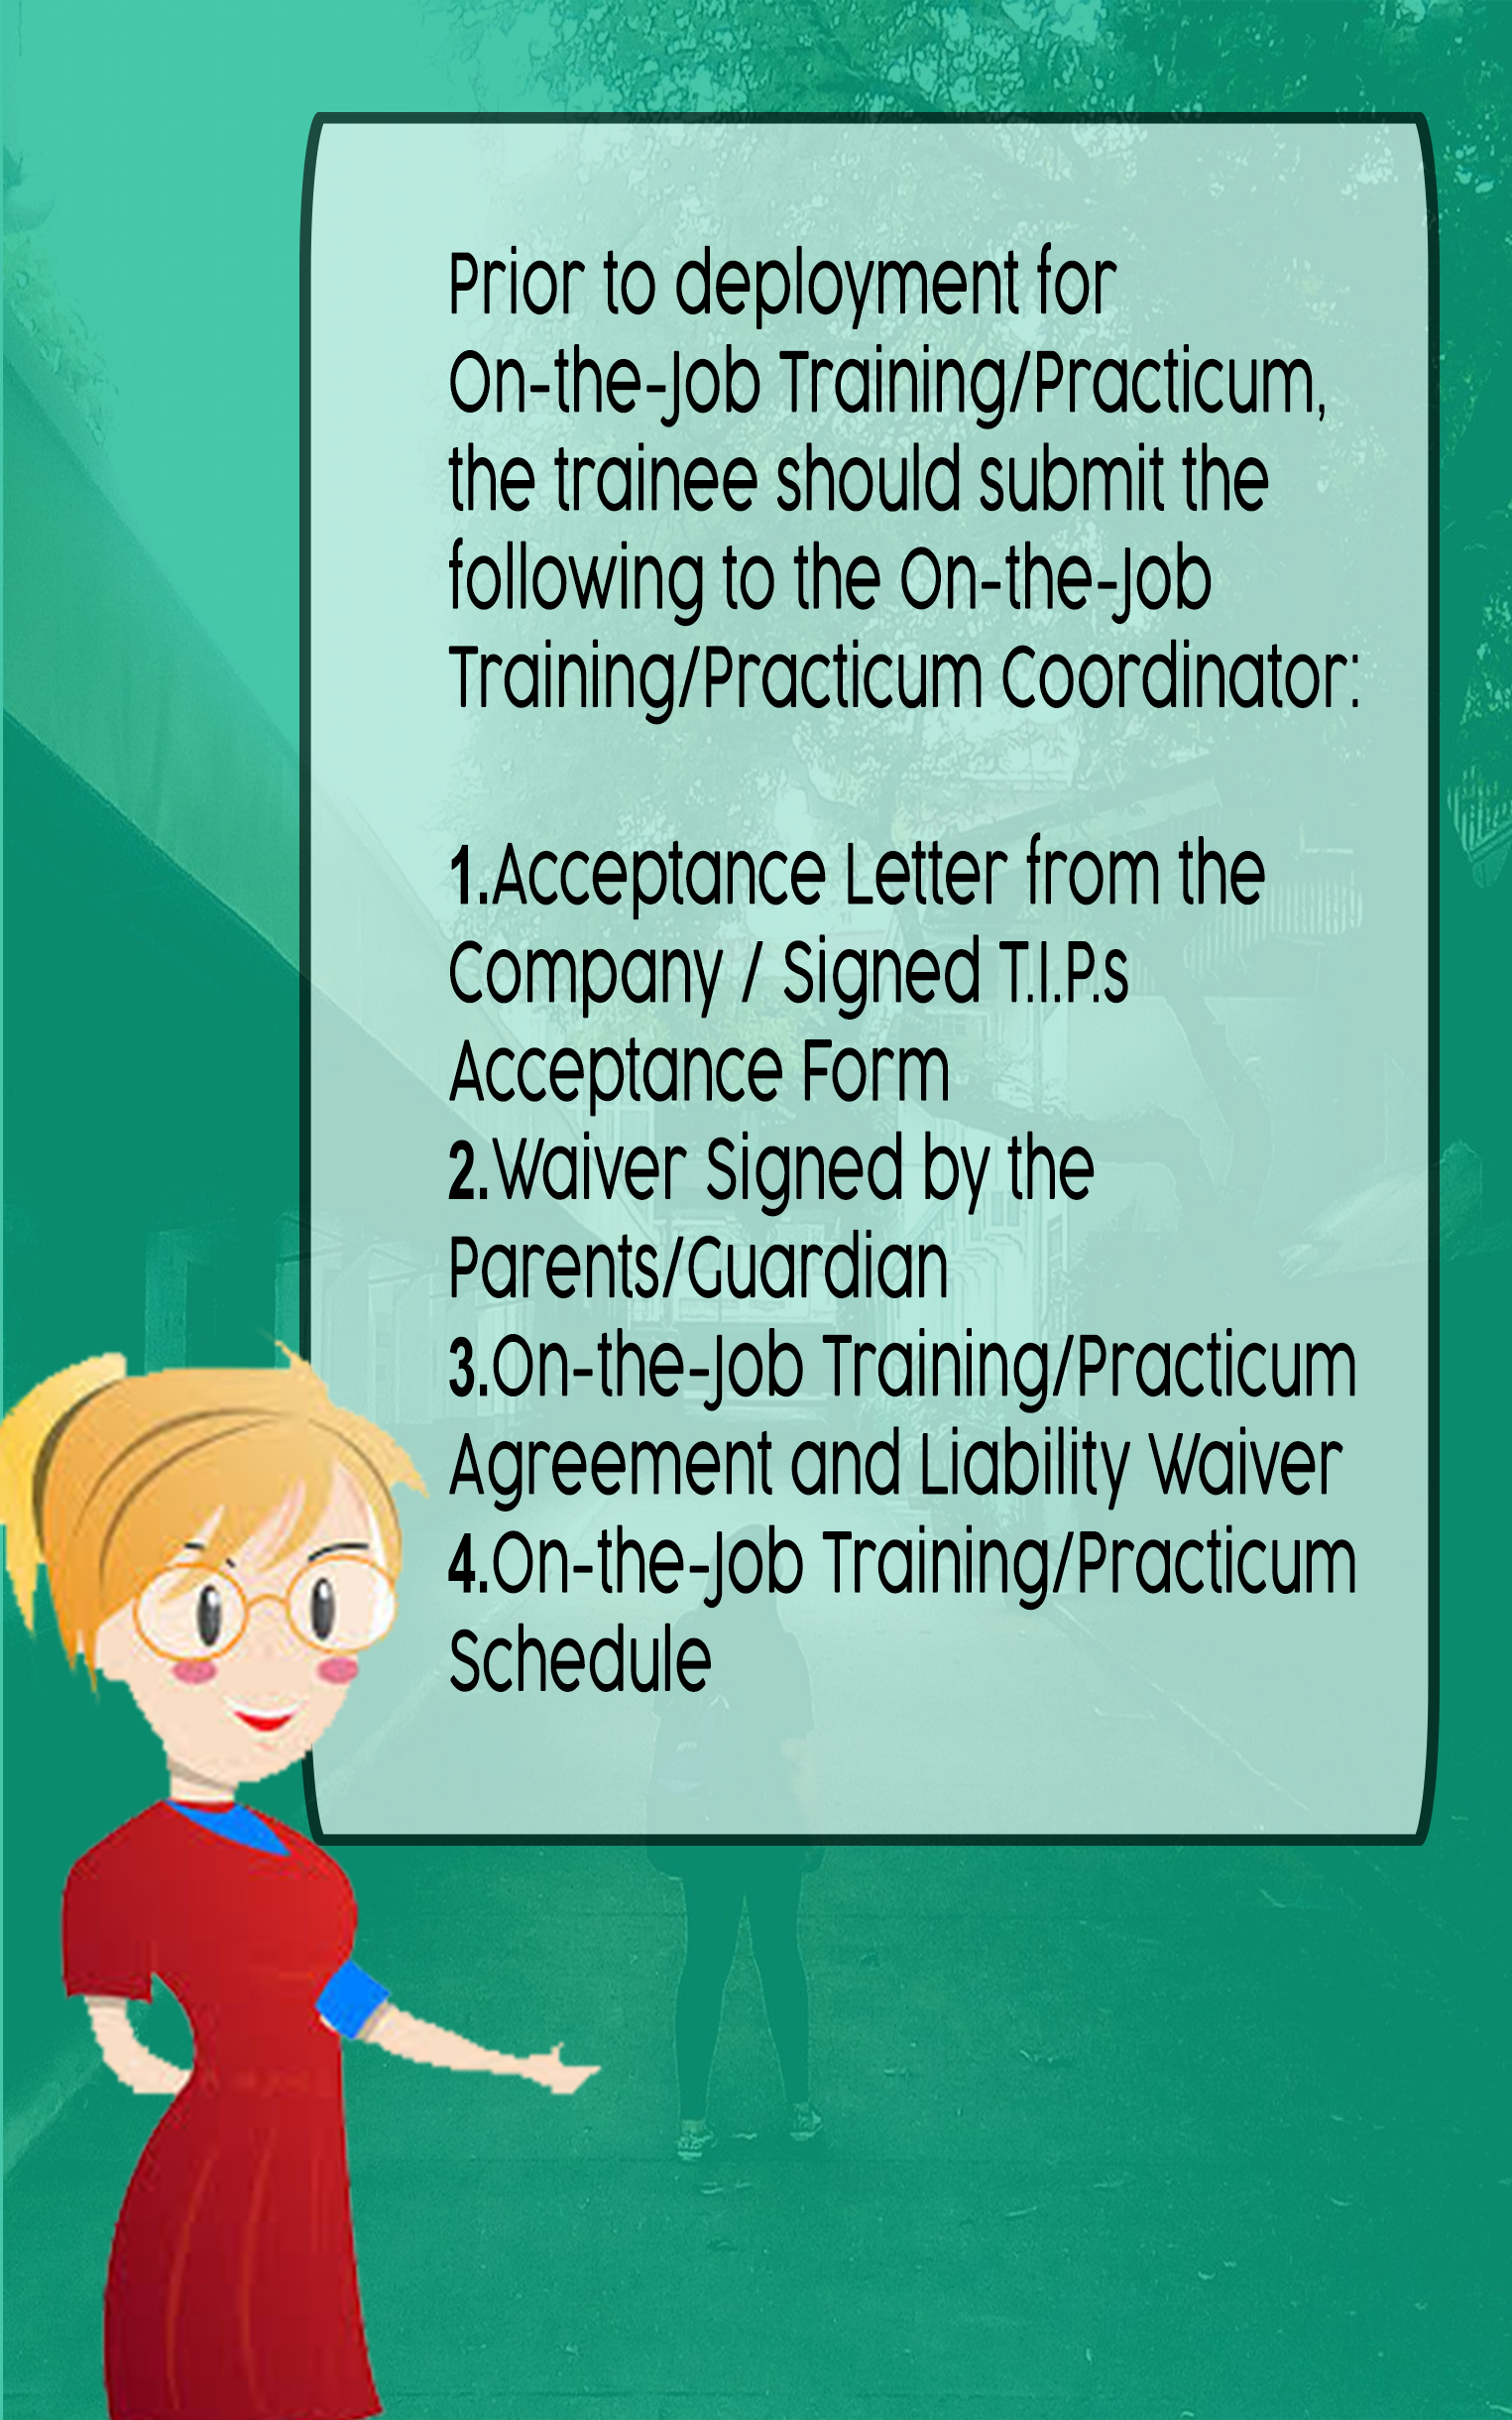 Prior to deployment for
On-the-Job Training/Practicum,
the trainee should submit the
following to the On-the-Job
Training/Practicum Coordinator:
1.Acceptance Letter from the
Company / Signed T.I.P.s
Acceptance Form
2.Waiver Signed by the
Parents/Guardian
3.On-the-Job Training/Practicum
Agreement and Liability Waiver
4.On-the-Job Training/Practicum
Schedule